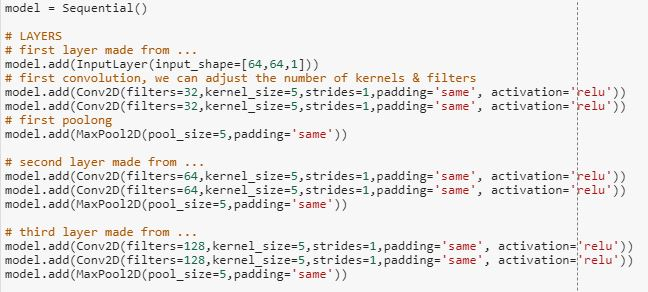 model = Sequential()
# LAYERS
# first layer made from ...
model.add(InputLayer(input_shape=[64,64,1]))
# first convolution, we can adjust the number of kernels & filters
model.add(Conv2D(filters=32,kernel_size=5,strides=1,padding='same', activation='relu'))
model.add(Conv2D(filters=32,kernel_size=5,strides=1,padding='same', activation='relu'))
# first poolong
model.add(MaxPool2D(pool_size=5,padding='same'))
# second layer made from ...
model.add(Conv2D(filters=64,kernel_size=5,strides=1,padding='same', activation='relu'))
model.add(Conv2D(filters=64,kernel_size=5,strides=1,padding='same', activation='relu'))
model.add(MaxPool2D(pool_size=5,padding='same'))
# third layer made from ...
model.add(Conv2D(filters=128,kernel_size=5,strides=1,padding='same', activation='relu'))
model.add(Conv2D(filters=128,kernel_size=5,strides=1,padding='same', activation='relu'))
model.add(MaxPool2D(pool_size=5,padding='same'))